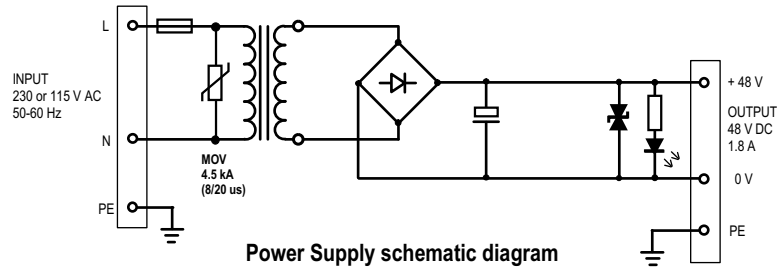 L
INPUT
230 or 115 V AC
50-60 Hz
N
MOV
4.5 kA
(8/20 us)
PE
+ 48 V
OUTPUT
48 V DC
1.8 A
0 V
PE
Power Supply schematic diagram